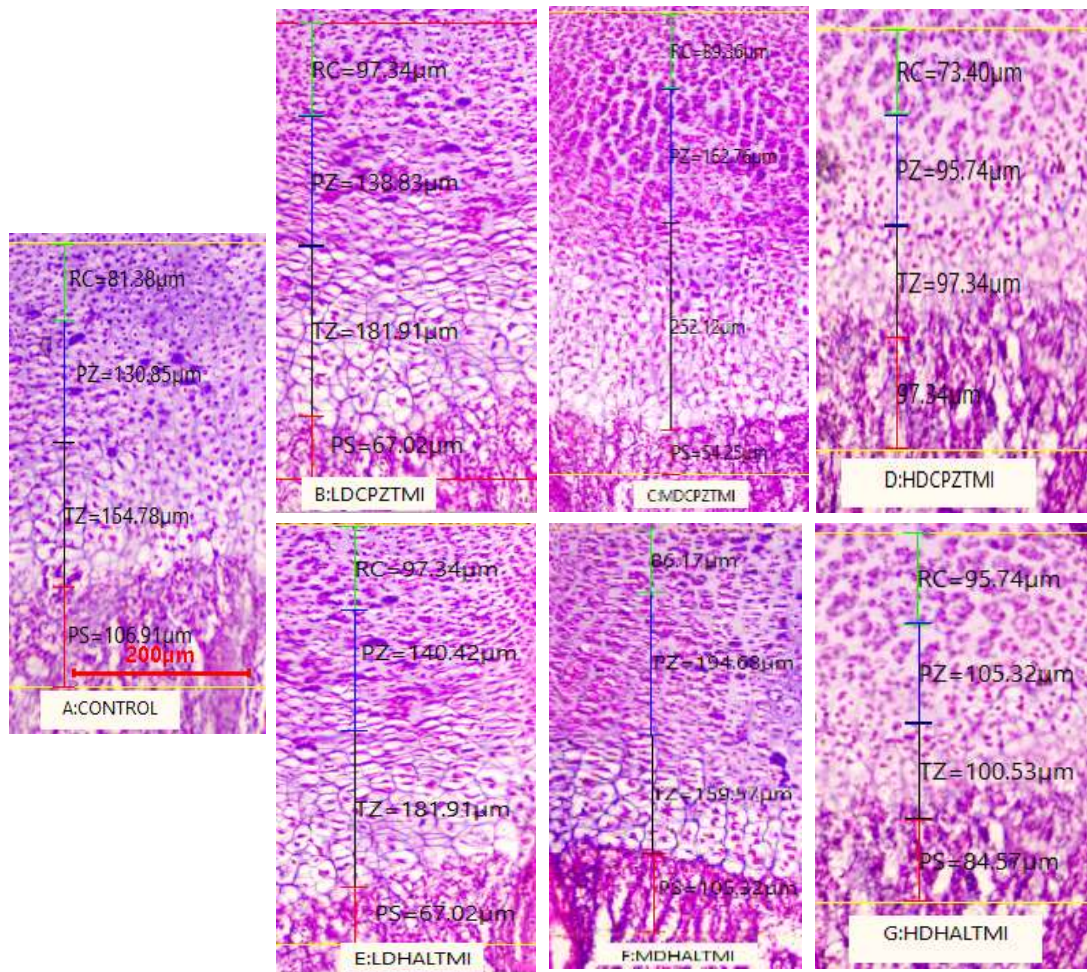 RC=81.38µm
PZ=130.85µm
TZ=154.78µm
PS=106.91µm
200µm
A:CONTROL
RC=97.34µm
PZ=138.83µm
TZ=181.91µm
PS=67.02µm
B:LDCPZTMI
RC=89.36µm
PZ=162.76µm
252.12µm
PS=54.25µm
C:MDCPZTMI
RC=73.40µm
PZ=95.74µm
TZ=97.34µm
97.34µm
D:HDCPZTMI
RC=97.34µm
PZ=140.42µm
TZ=181.91µm
PS=67.02µm
E:LDHALTMI
86.17µm
PZ=194.68µm
TZ=159.57µm
PS=105.32µm
F:MDHALTMI
RC=95.74µm
PZ=105.32µm
TZ=100.53µm
PS=84.57µm
G:HDHALTMI